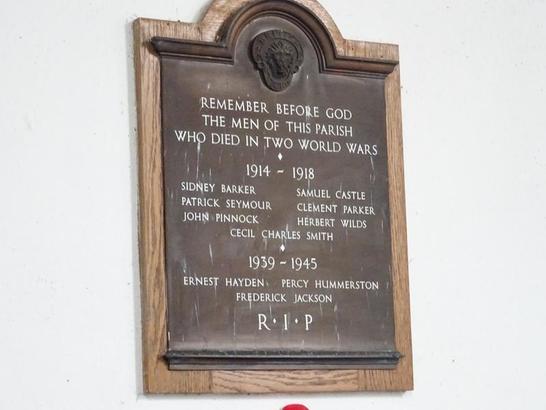 REMEMBER BEFORE GOD
THE MEN OF THIS PARISH
WHO DIED IN TWO WORLD WARS
1914 ~ 1918
SIDNEY BARKER SAMUEL CASTLE
PATRICK SEYMOUR CLEMENT PARKER
JOHN PINNOCK HERBERT WILDS
CECIL CHARLES SMITH
1939 ~ 1945
ERNEST HAYDEN PERCY HUMMERSTON
FREDERICK JACKSON
R · I · P